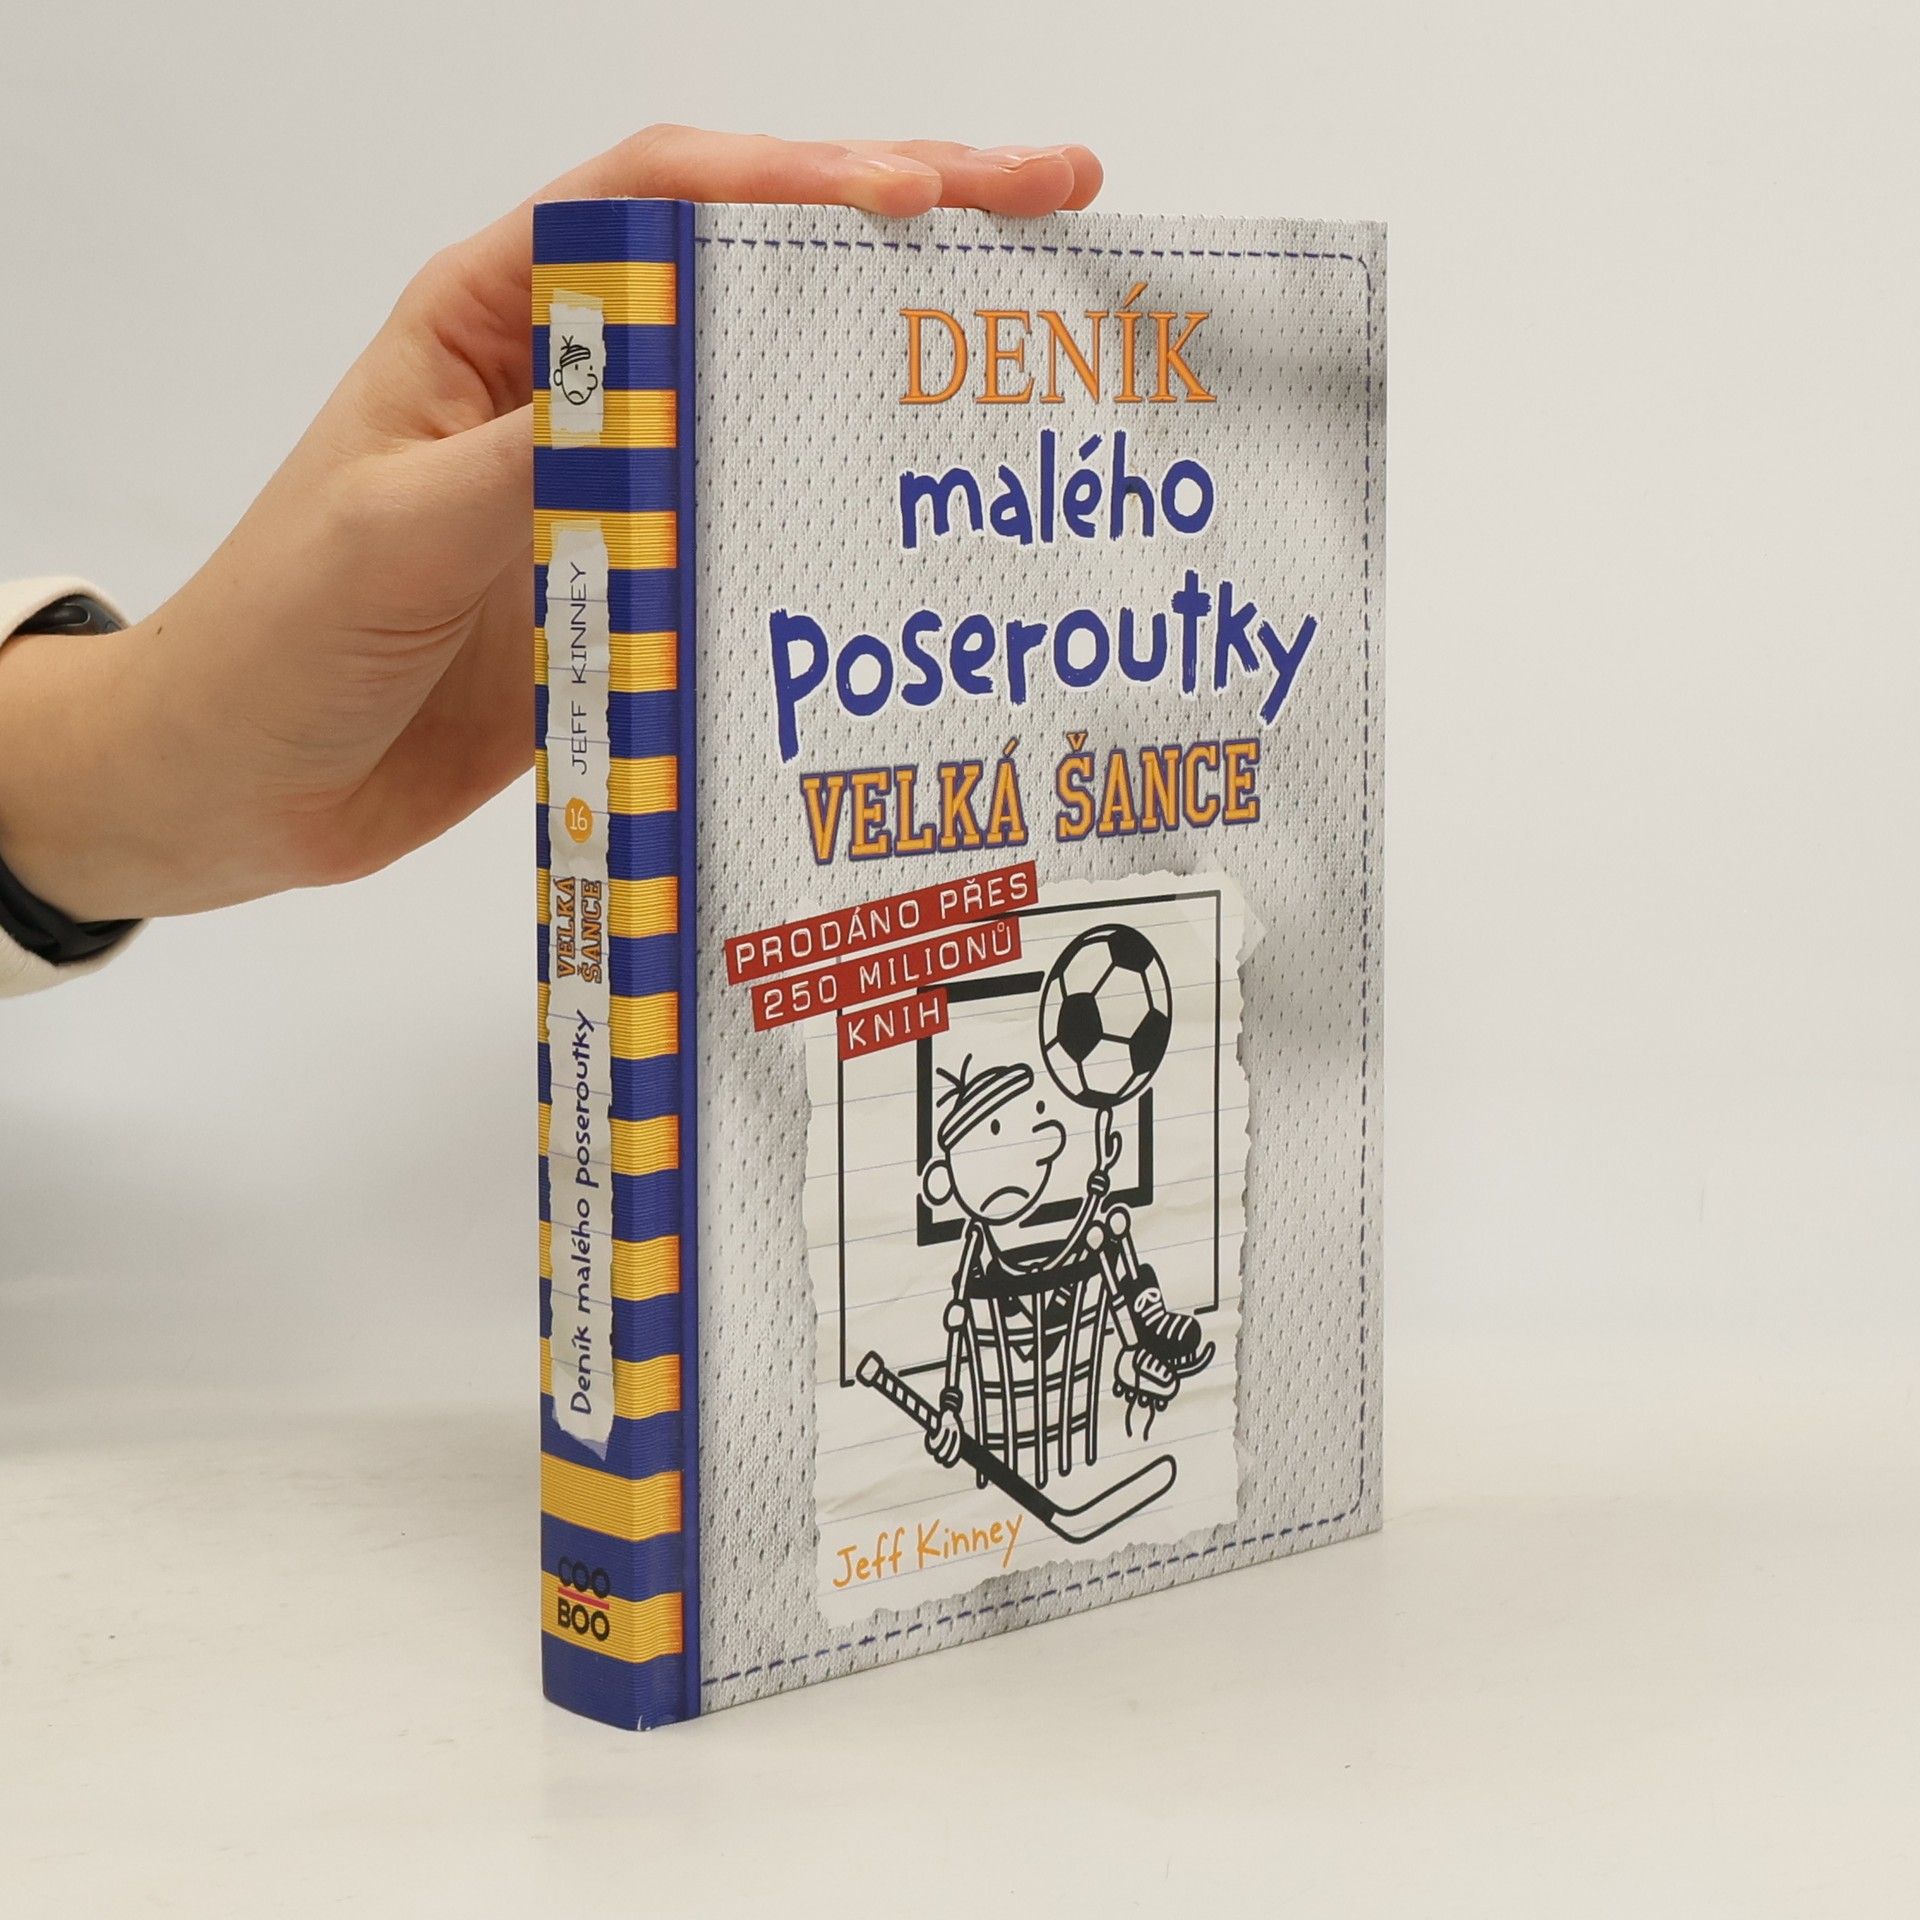 DENÍK
malého
poseroutky
VELKÁ ŠANCE
PRODÁNO PŘES
250 MILIONŮ
KNIH
Jeff Kinney
JEFF KINNEY
16
VELKÁ
ŠANCE
Deník malého poseroutky
COO
BOO